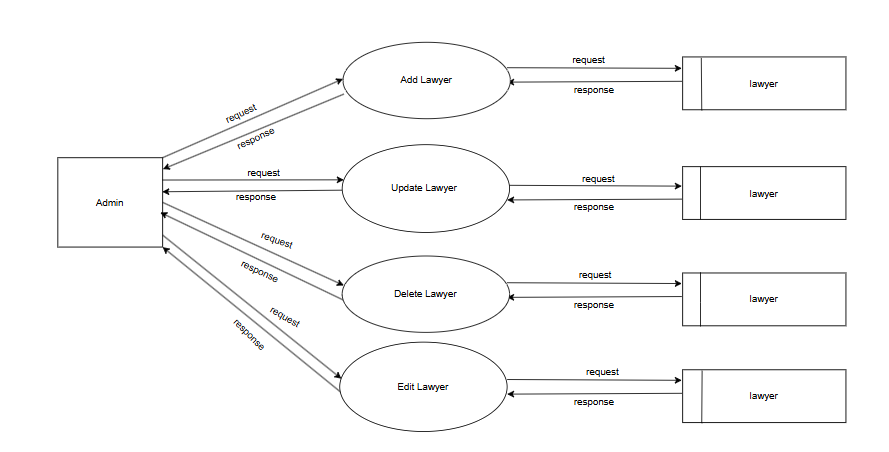 request
Add Lawyer
lawyer
response
request
response
request
request
Update Lawyer
lawyer
response
response
Admin
request
request
Delete Lawyer
lawyer
response
response
request
request
Edit Lawyer
lawyer
response
response